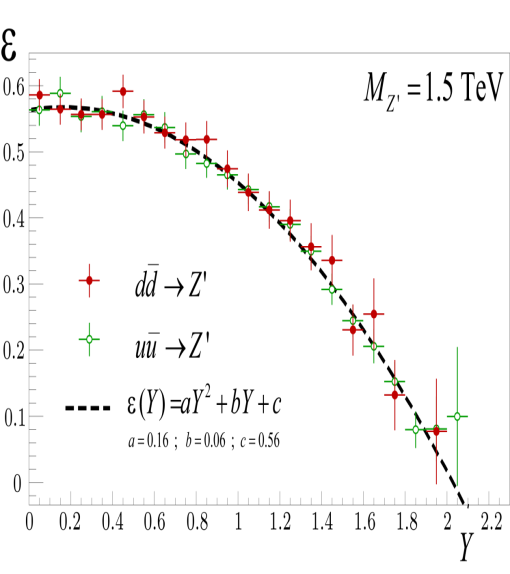 ε
M_Z' = 1.5 TeV
0.6
0.5
0.4
0.3
0.2
0.1
0
dd̄ → Z'
uū → Z'
ε(Y)=aY²+bY+c
a=0.16 ; b=0.06 ; c=0.56
0 0.2 0.4 0.6 0.8 1 1.2 1.4 1.6 1.8 2 2.2
Y